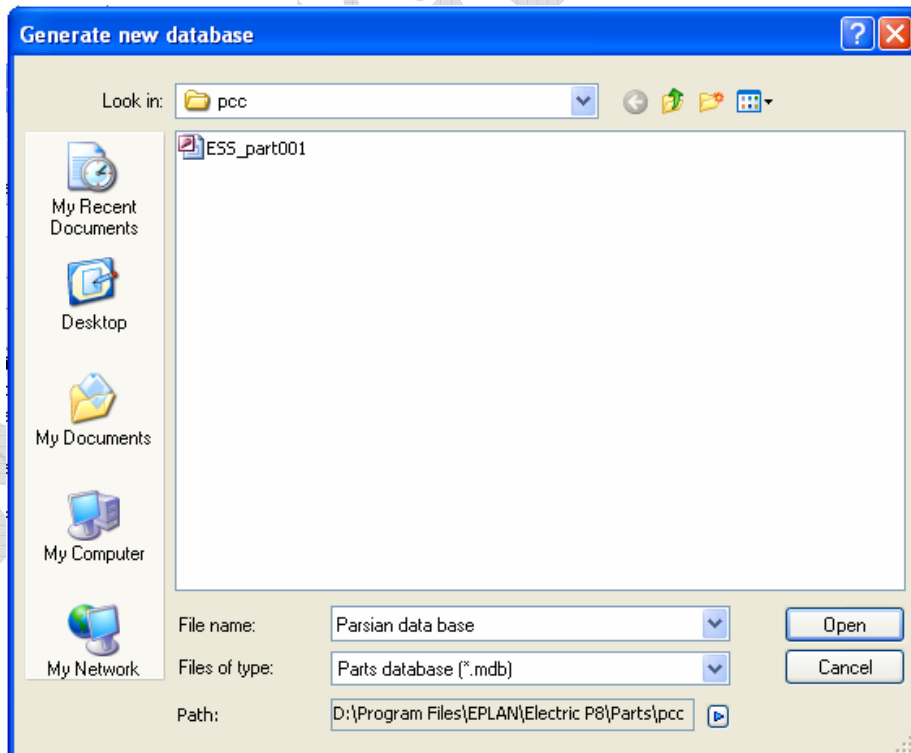 Generate new database
Look in: pcc
ESS_part001
My Recent
Documents
Desktop
My Documents
My Computer
My Network
File name: Parsian data base Open
Files of type: Parts database (*.mdb) Cancel
Path: D:\Program Files\EPLAN\Electric P8\Parts\pcc